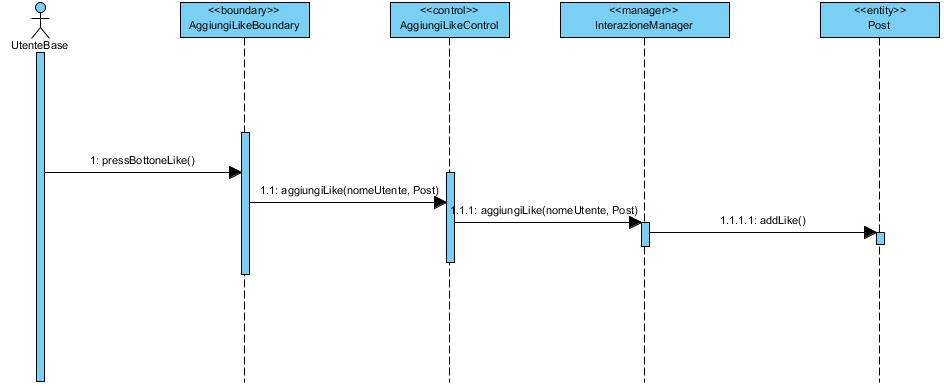 <<boundary>>
AggiungiLikeBoundary
<<control>>
AggiungiLikeControl
<<manager>>
InterazioneManager
<<entity>>
Post
UtenteBase
1: pressBottoneLike()
1.1: aggiungiLike(nomeUtente, Post)
1.1.1: aggiungiLike(nomeUtente, Post)
1.1.1.1: addLike()